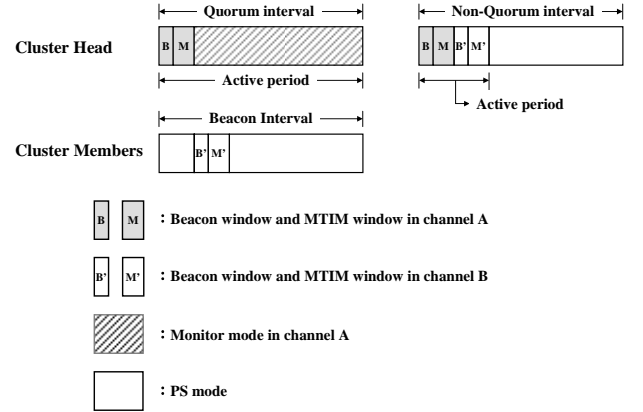 Quorum interval
Non-Quorum interval
Cluster Head
B M
B M B' M'
Active period
Active period
Beacon Interval
Cluster Members
B' M'
B M : Beacon window and MTIM window in channel A
B' M' : Beacon window and MTIM window in channel B
: Monitor mode in channel A
: PS mode